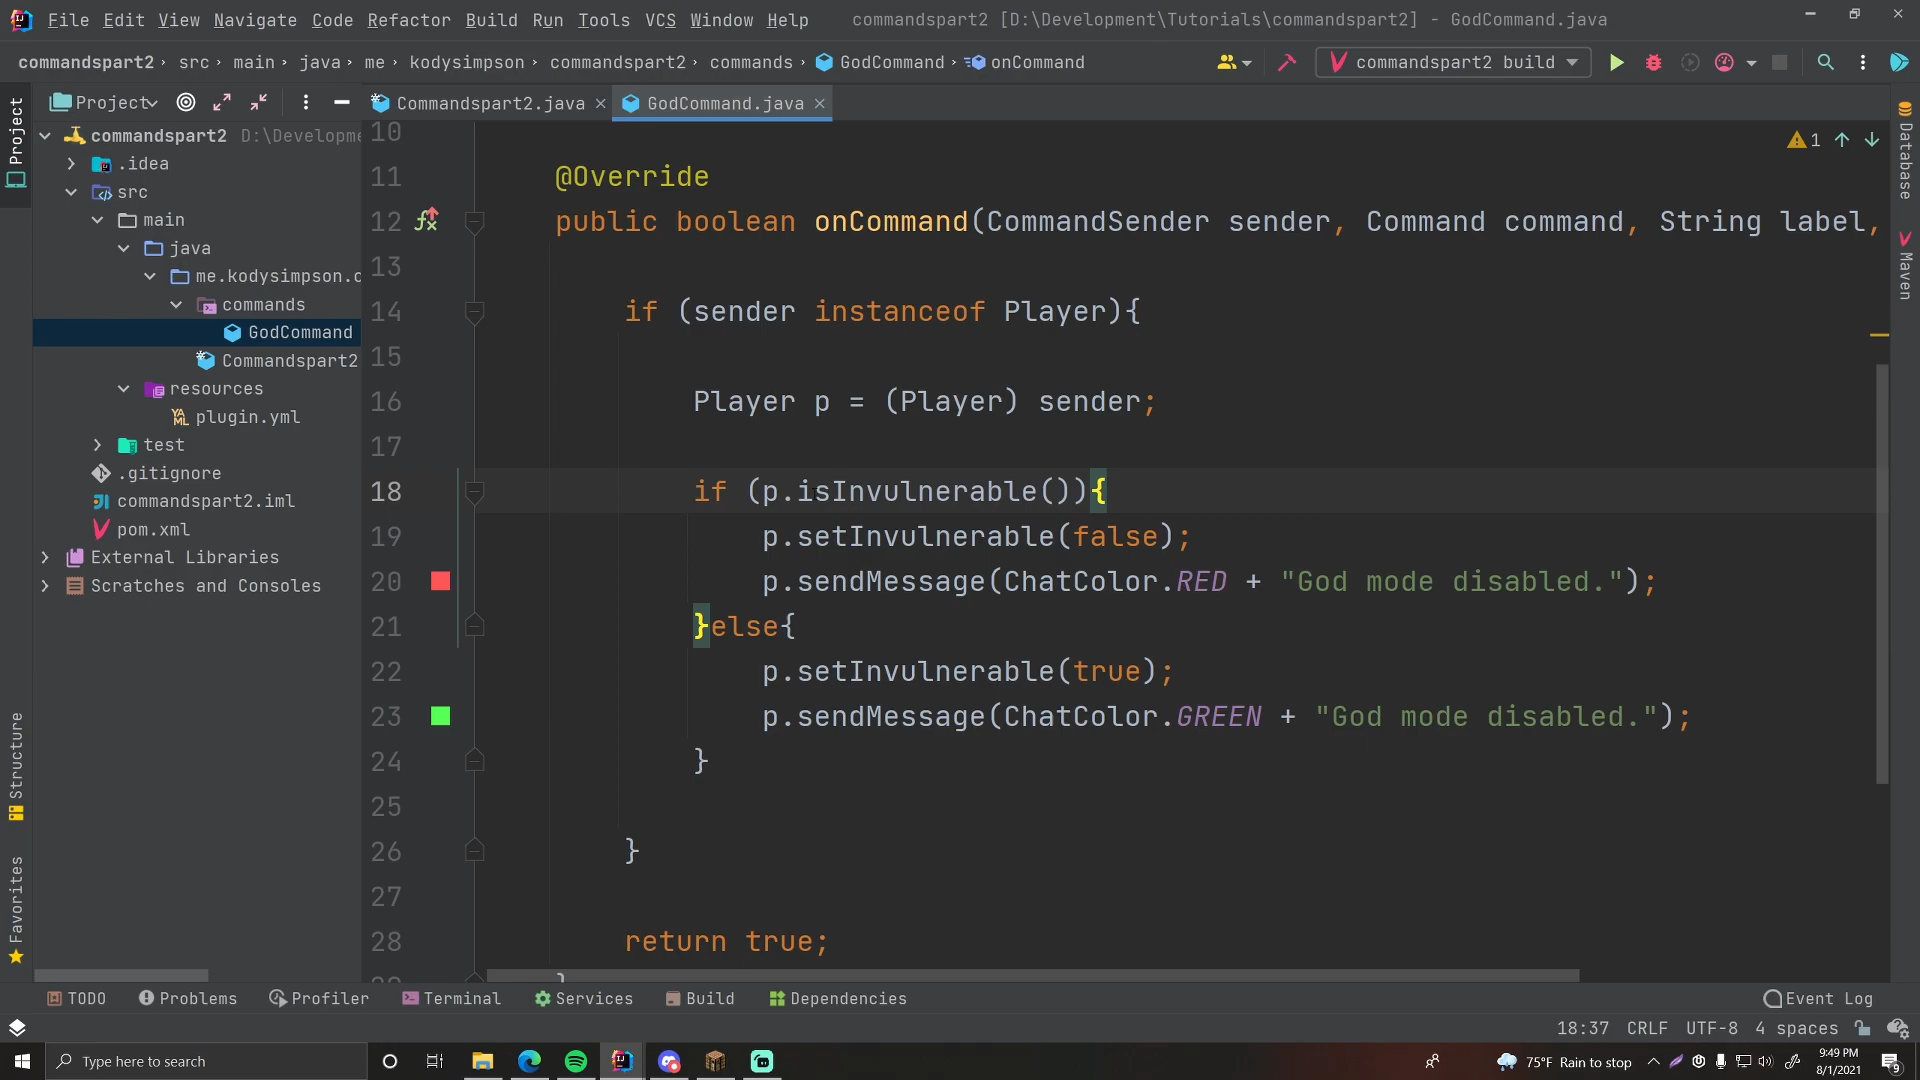 File Edit View Navigate Code Refactor Build Run Tools VCS Window Help commandspart2 [D:\Development\Tutorials\commandspart2] - GodCommand.java
commandspart2 › src › main › java › me › kodysimpson › commandspart2 › commands › GodCommand › onCommand commandspart2 build
Project
Commandspart2.java GodCommand.java
Project
commandspart2 D:\Developme
.idea
src
main
java
me.kodysimpson.c
commands
GodCommand
Commandspart2
resources
plugin.yml
test
.gitignore
commandspart2.iml
pom.xml
External Libraries
Scratches and Consoles
Structure
Favorites
1
10
11 @Override
12 public boolean onCommand(CommandSender sender, Command command, String label,
13
14 if (sender instanceof Player){
15
16 Player p = (Player) sender;
17
18 if (p.isInvulnerable()){
19 p.setInvulnerable(false);
20 p.sendMessage(ChatColor.RED + "God mode disabled.");
21 }else{
22 p.setInvulnerable(true);
23 p.sendMessage(ChatColor.GREEN + "God mode disabled.");
24 }
25
26 }
27
28 return true;
Database
Maven
TODO Problems Profiler Terminal Services Build Dependencies Event Log
18:37 CRLF UTF-8 4 spaces
Type here to search
75°F Rain to stop
9:49 PM
8/1/2021
9